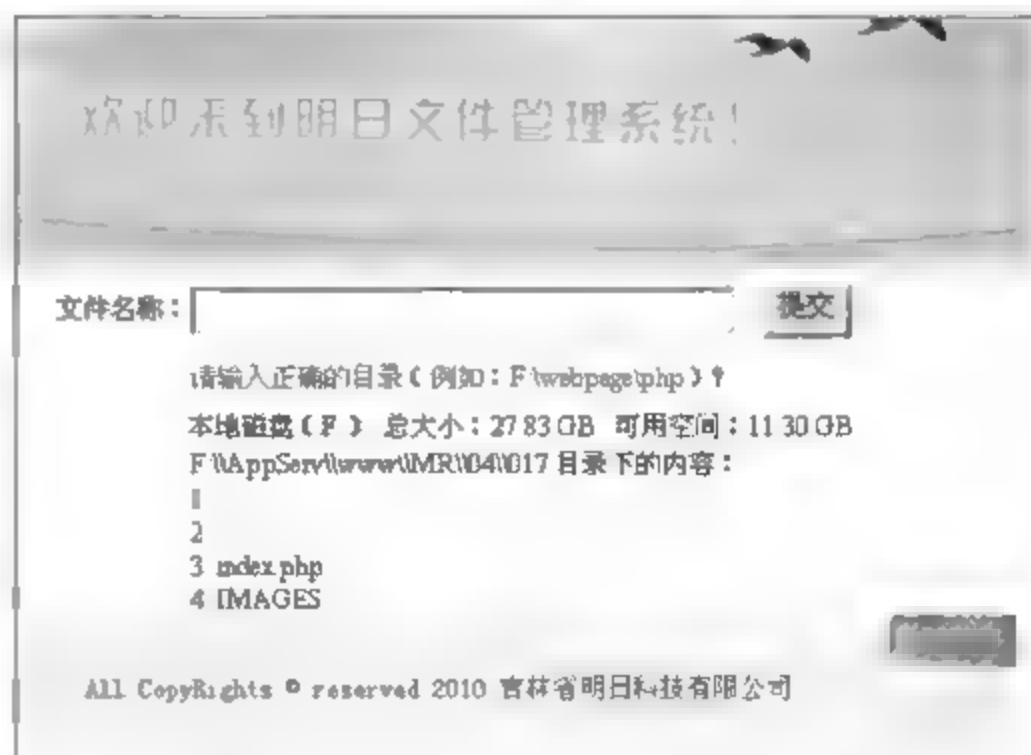 欢迎来到明日文件管理系统!
文件名称: 提交
请输入正确的目录(例如:F:\webpage\php)!
本地磁盘(F:) 总大小:27.83 GB 可用空间:11.30 GB
F:\\AppServ\\www\\MR\\04\\017 目录下的内容:
1
2
3 index.php
4 IMAGES
All CopyRights © reserved 2010 吉林省明日科技有限公司